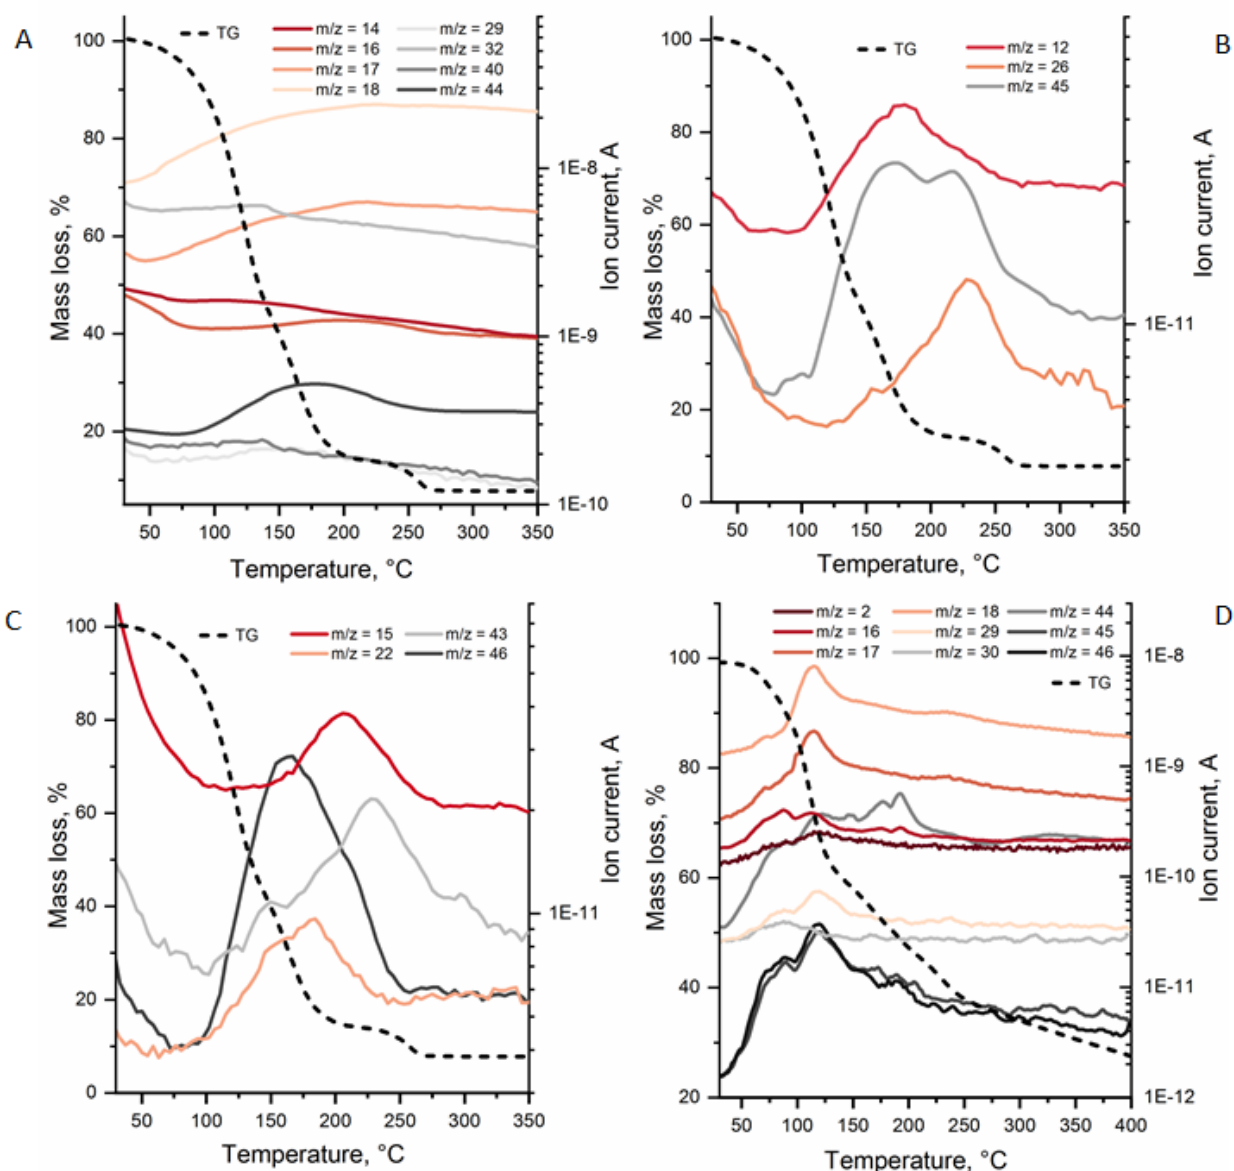 A
TG
m/z = 14
m/z = 29
m/z = 16
m/z = 32
m/z = 17
m/z = 40
m/z = 18
m/z = 44
100
80
60
40
20
Mass loss, %
1E-8
1E-9
1E-10
Ion current, A
50 100 150 200 250 300 350
Temperature, °C
B
TG
m/z = 12
m/z = 26
m/z = 45
100
80
60
40
20
0
Mass loss, %
1E-11
Ion current, A
50 100 150 200 250 300 350
Temperature, °C
C
TG
m/z = 15
m/z = 43
m/z = 22
m/z = 46
100
80
60
40
20
0
Mass loss, %
1E-11
Ion current, A
50 100 150 200 250 300 350
Temperature, °C
D
m/z = 2
m/z = 18
m/z = 44
m/z = 16
m/z = 29
m/z = 45
m/z = 17
m/z = 30
m/z = 46
TG
100
80
60
40
20
Mass loss, %
1E-8
1E-9
1E-10
1E-11
1E-12
Ion current, A
50 100 150 200 250 300 350 400
Temperature, °C